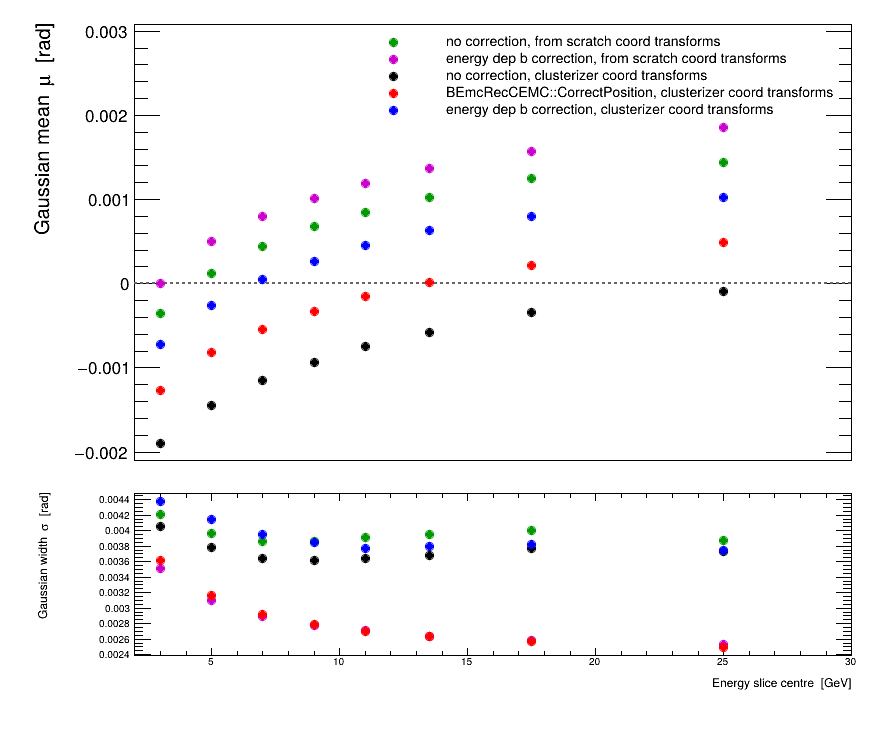 Gaussian mean μ [rad]
0.003
0.002
0.001
0
−0.001
−0.002
no correction, from scratch coord transforms
energy dep b correction, from scratch coord transforms
no correction, clusterizer coord transforms
BEmcRecCEMC::CorrectPosition, clusterizer coord transforms
energy dep b correction, clusterizer coord transforms
Gaussian width σ [rad]
0.0044
0.0042
0.004
0.0038
0.0036
0.0034
0.0032
0.003
0.0028
0.0026
0.0024
5 10 15 20 25 30
Energy slice centre [GeV]